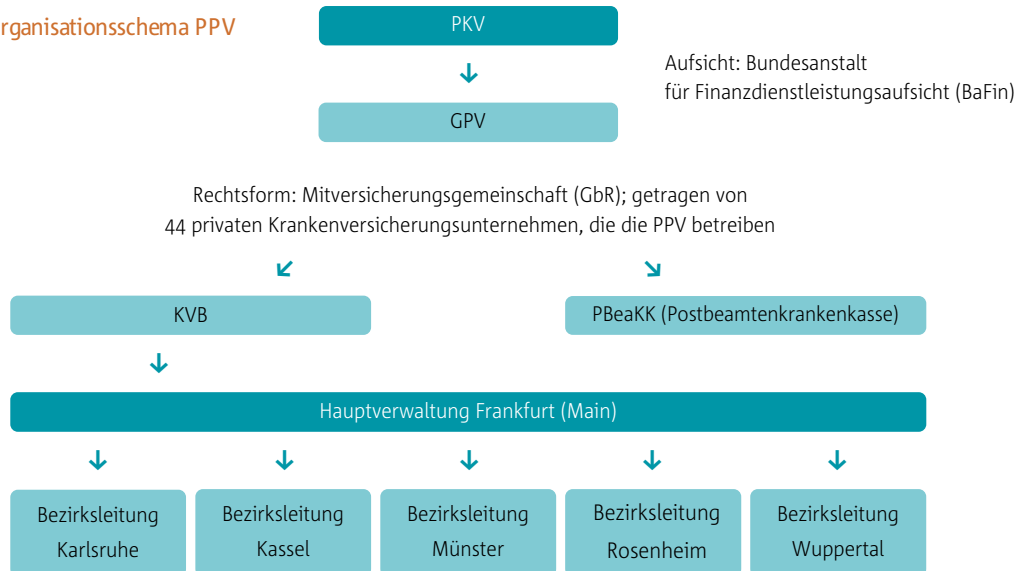 rganisationsschema PPV
PKV
Aufsicht: Bundesanstalt
für Finanzdienstleistungsaufsicht (BaFin)
GPV
Rechtsform: Mitversicherungsgemeinschaft (GbR); getragen von
44 privaten Krankenversicherungsunternehmen, die die PPV betreiben
KVB
PBeaKK (Postbeamtenkrankenkasse)
Hauptverwaltung Frankfurt (Main)
Bezirksleitung
Karlsruhe
Bezirksleitung
Kassel
Bezirksleitung
Münster
Bezirksleitung
Rosenheim
Bezirksleitung
Wuppertal